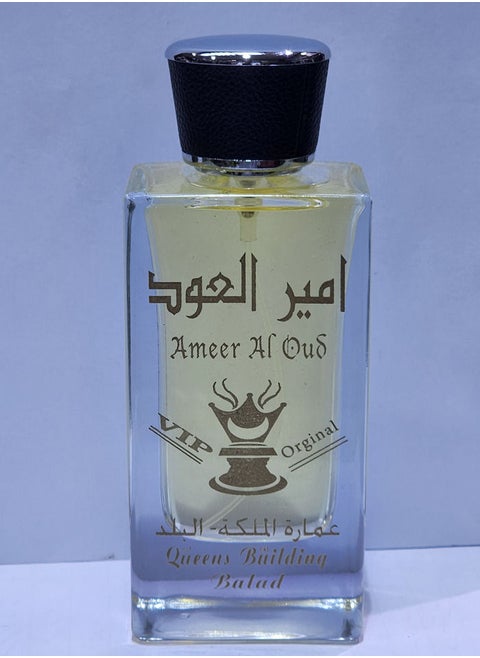 امير العود
Ameer Al Oud
VIP
Orginal
عمارة الملكة - البلد
Queens Building
Balad